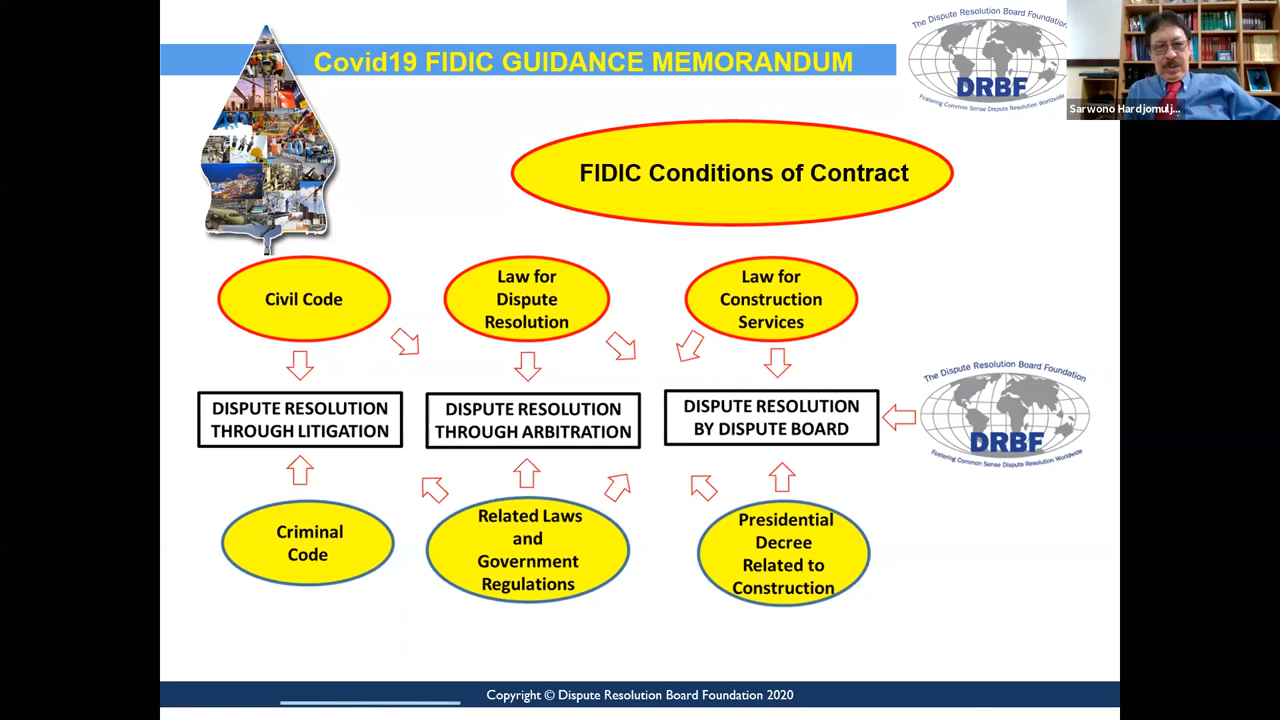 Covid19 FIDIC GUIDANCE MEMORANDUM
The Dispute Resolution Board Foundation
DRBF
Fostering Common Sense Dispute Resolution Worldwide
Sarwono Hardjomulj...
FIDIC Conditions of Contract
Civil Code
Law for
Dispute
Resolution
Law for
Construction
Services
DISPUTE RESOLUTION
THROUGH LITIGATION
DISPUTE RESOLUTION
THROUGH ARBITRATION
DISPUTE RESOLUTION
BY DISPUTE BOARD
The Dispute Resolution Board Foundation
DRBF
Fostering Common Sense Dispute Resolution Worldwide
Criminal
Code
Related Laws
and
Government
Regulations
Presidential
Decree
Related to
Construction
Copyright © Dispute Resolution Board Foundation 2020